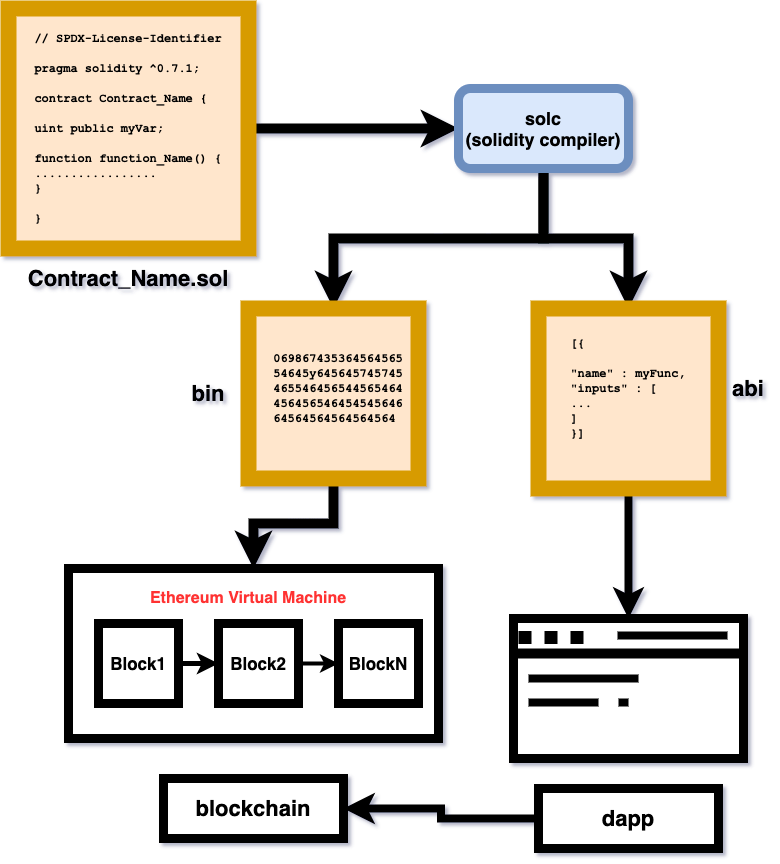 // SPDX-License-Identifier
pragma solidity ^0.7.1;
contract Contract_Name {
uint public myVar;
function function_Name() {
.................
}
}
Contract_Name.sol
solc
(solidity compiler)
bin
069867435364564565
54645y645645745745
465546456544565464
456456546454545646
64564564564564564
[{
"name" : myFunc,
"inputs" : [
...
]
}]
abi
Ethereum Virtual Machine
Block1
Block2
BlockN
blockchain
dapp